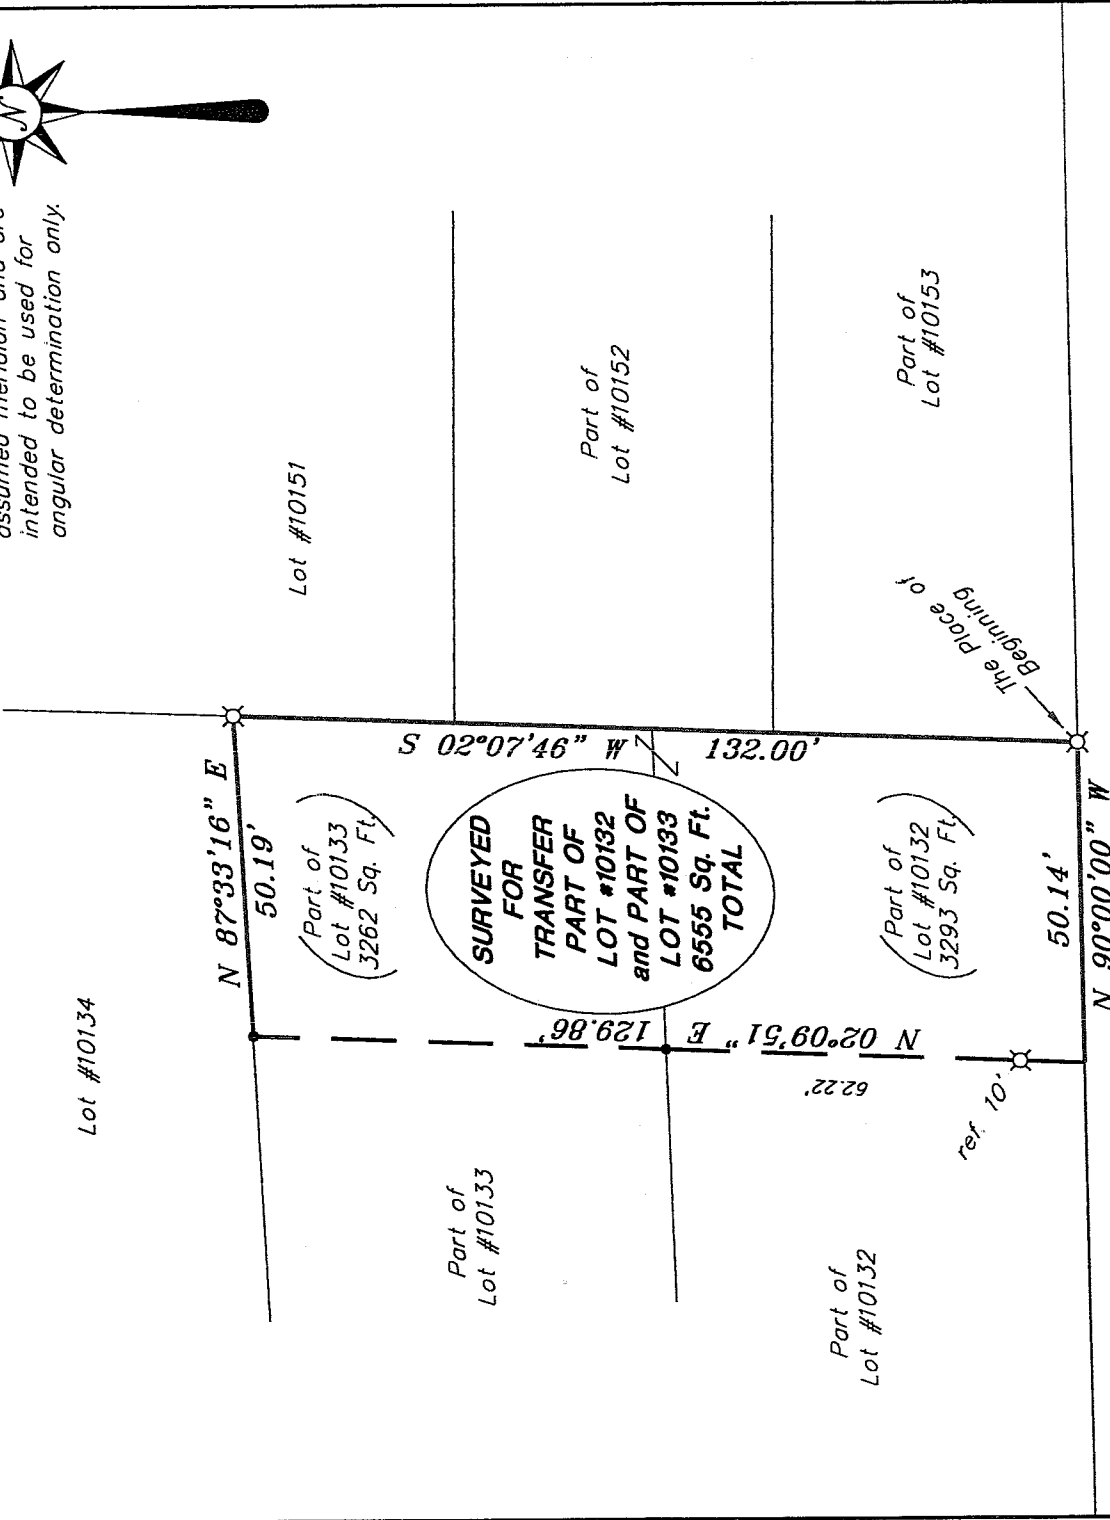 N
intended to be used for
angular determination only.
Lot #10134
Lot #10151
N 87°33'16" E
50.19'
(Part of
Lot #10133
3262 Sq. Ft.)
S 02°07'46" W 132.00'
Part of
Lot #10152
Part of
Lot #10153
The Place of
Beginning
SURVEYED
FOR
TRANSFER
PART OF
LOT #10132
and PART OF
LOT #10133
6555 Sq. Ft.
TOTAL
N 02°09'51" E 129.86'
62.22'
Part of
Lot #10133
(Part of
Lot #10132
3293 Sq. Ft.)
ref. 10'
Part of
Lot #10132
50.14'
N 90°00'00" W